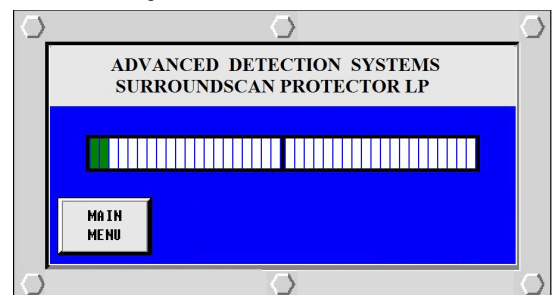 ADVANCED DETECTION SYSTEMS
SURROUNDSCAN PROTECTOR LP
MAIN
MENU